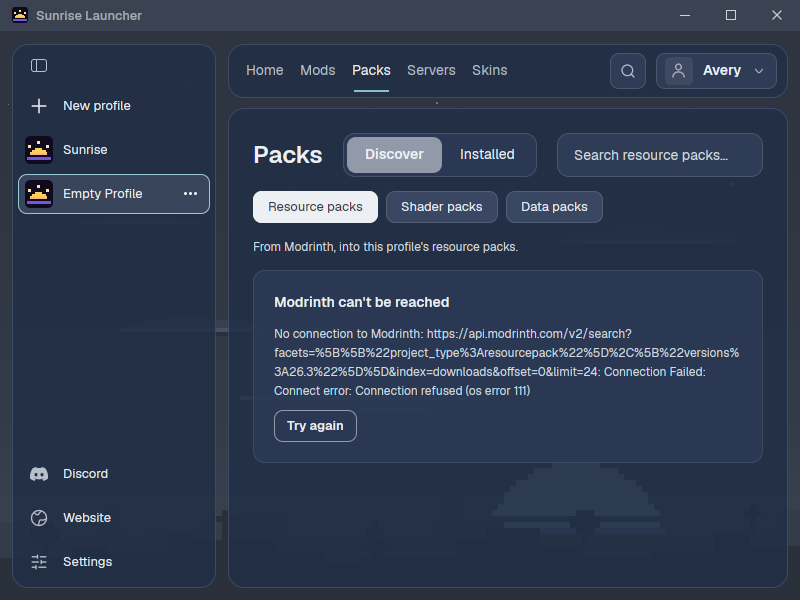 Sunrise Launcher
New profile
Sunrise
Empty Profile
Discord
Website
Settings
Home Mods Packs Servers Skins
Avery
Packs
Discover Installed
Search resource packs...
Resource packs Shader packs Data packs
From Modrinth, into this profile's resource packs.
Modrinth can't be reached
No connection to Modrinth: https://api.modrinth.com/v2/search?
facets=%5B%5B%22project_type%3Aresourcepack%22%5D%2C%5B%22versions%
3A26.3%22%5D%5D&index=downloads&offset=0&limit=24: Connection Failed:
Connect error: Connection refused (os error 111)
Try again